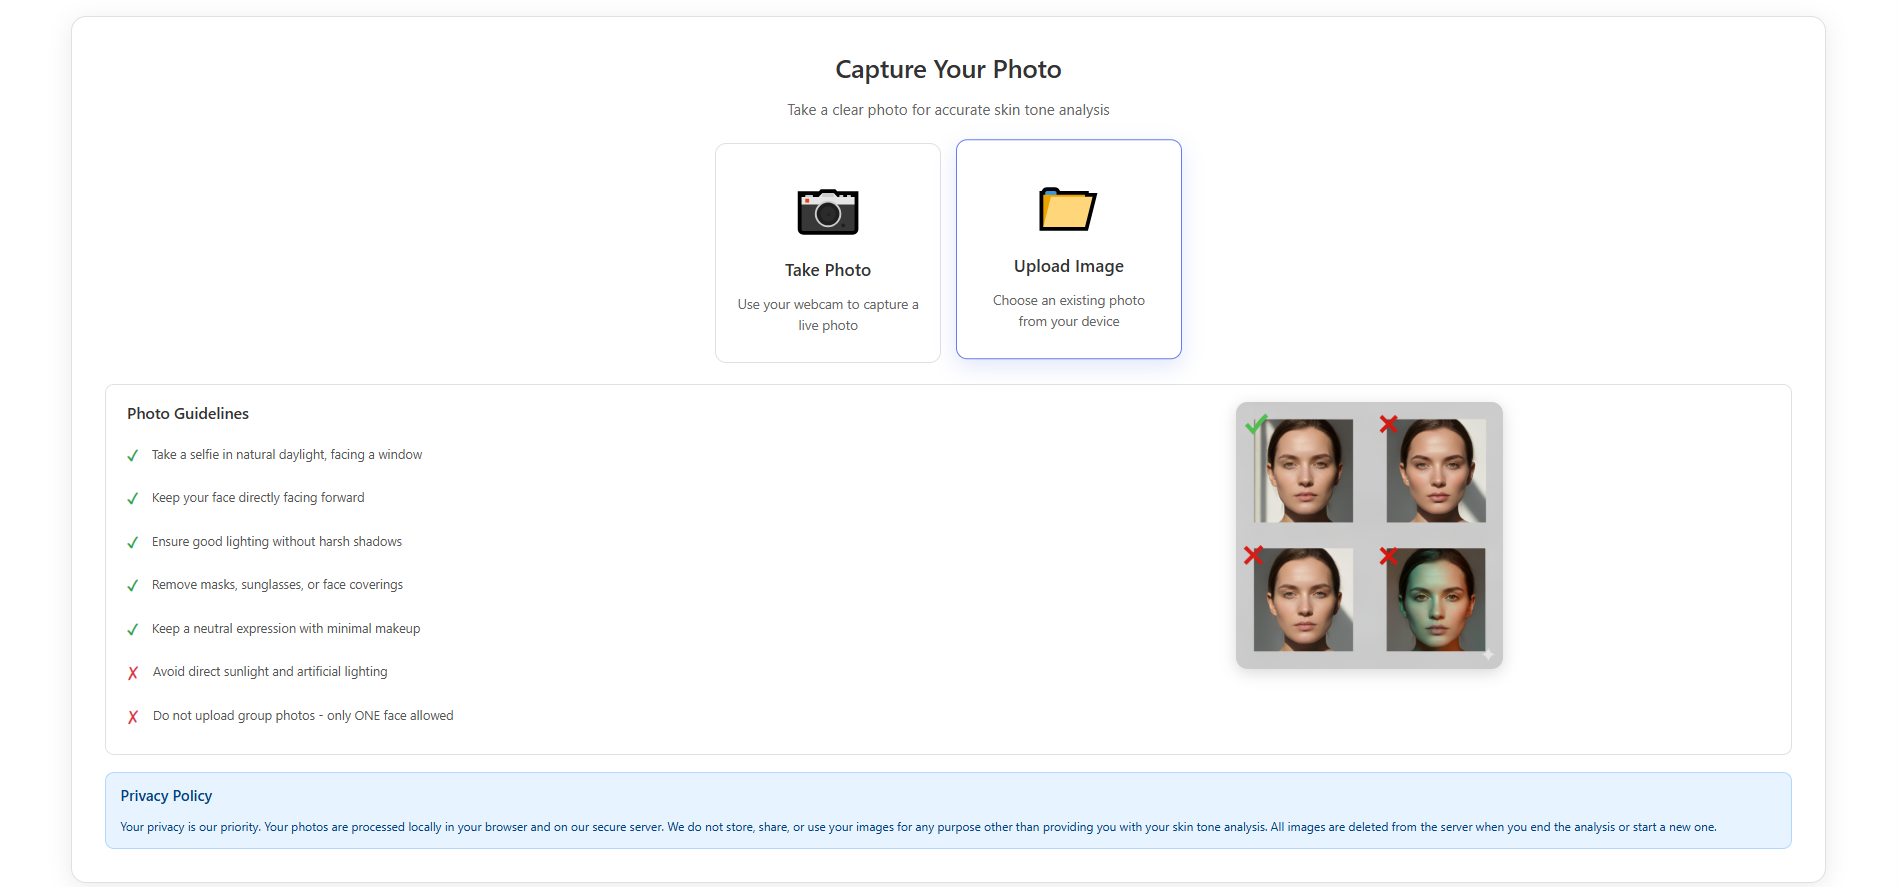 Capture Your Photo
Take a clear photo for accurate skin tone analysis
Take Photo
Use your webcam to capture a
live photo
Upload Image
Choose an existing photo
from your device
Photo Guidelines
✓ Take a selfie in natural daylight, facing a window
✓ Keep your face directly facing forward
✓ Ensure good lighting without harsh shadows
✓ Remove masks, sunglasses, or face coverings
✓ Keep a neutral expression with minimal makeup
✗ Avoid direct sunlight and artificial lighting
✗ Do not upload group photos - only ONE face allowed
Privacy Policy
Your privacy is our priority. Your photos are processed locally in your browser and on our secure server. We do not store, share, or use your images for any purpose other than providing you with your skin tone analysis. All images are deleted from the server when you end the analysis or start a new one.